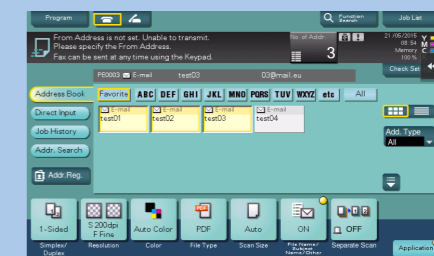 Program
Function Search
Job List
From Address is not set. Unable to transmit.
Please specify the From Address.
Fax can be sent at any time using the Keypad.
No. of Addr.
3
21/05/2015
08:54
Memory
100 %
Y
M
C
Check Set
PE0003 E-mail test03 03@mail.eu
Address Book
Favorite ABC DEF GHI JKL MNO PQRS TUV WXYZ etc All
Direct Input
Job History
Addr. Search
Addr.Reg.
E-mail E-mail E-mail E-mail
test01 test02 test03 test04
Add. Type
All
1-Sided
S 200dpi
F Fine
Auto Color
PDF
Auto
ON
OFF
Simplex/
Duplex
Resolution
Color
File Type
Scan Size
File Name/
Subject
Name/Other
Separate Scan
Application